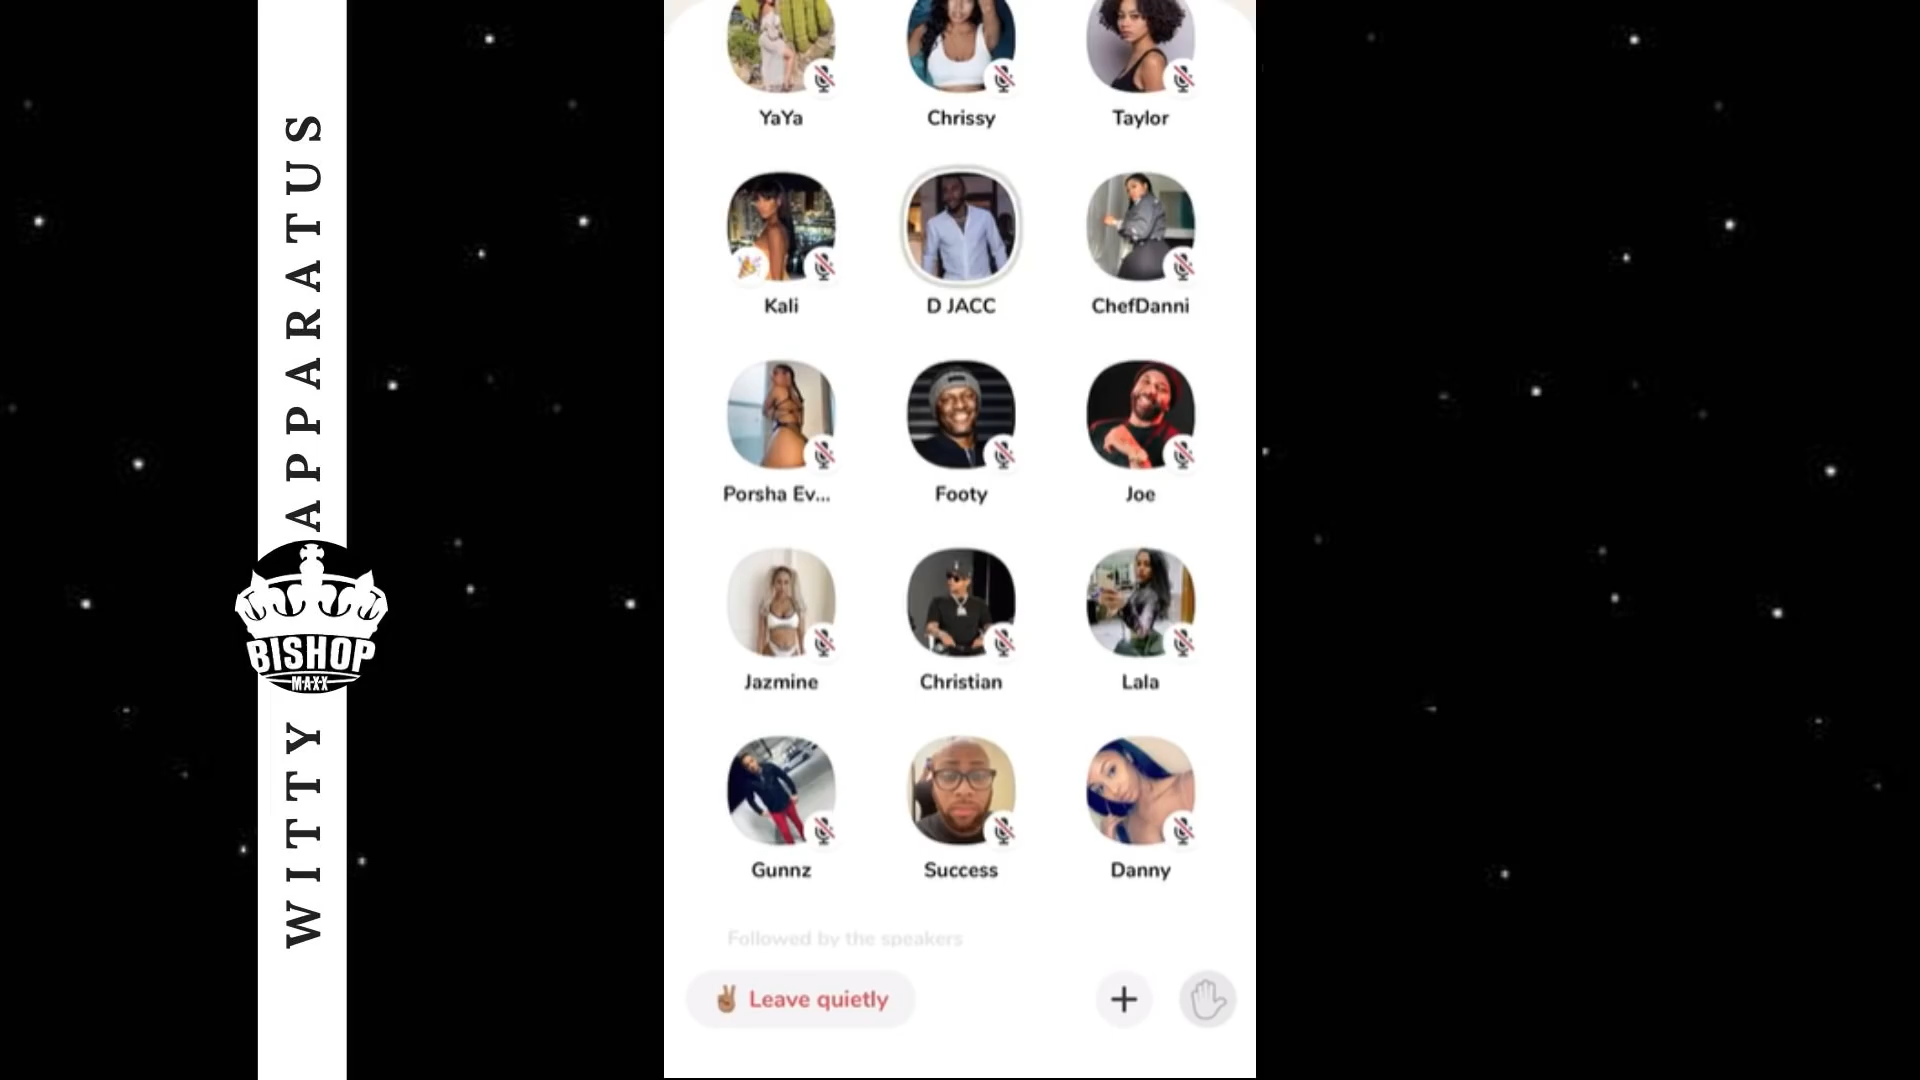 WITTY APPARATUS
BISHOP
MAXX
YaYa
Chrissy
Taylor
Kali
D JACC
ChefDanni
Porsha Ev...
Footy
Joe
Jazmine
Christian
Lala
Gunnz
Success
Danny
Followed by the speakers
✌🏽 Leave quietly